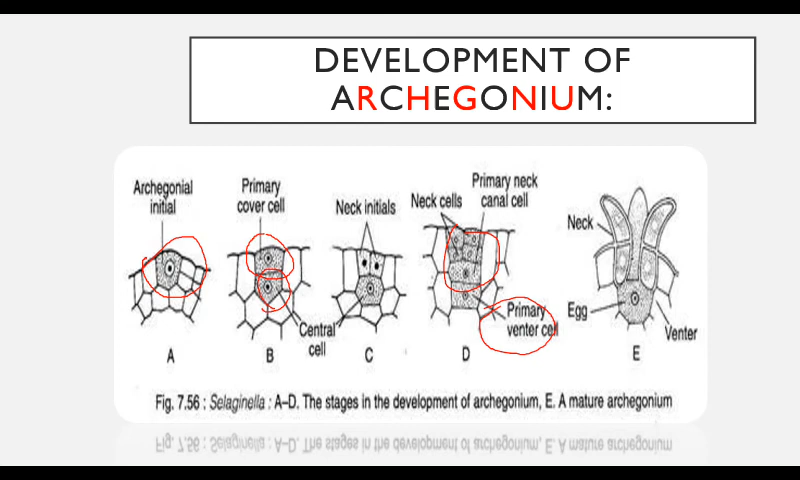 DEVELOPMENT OF
ARCHEGONIUM:
Archegonial
initial
Primary
cover cell
Neck initials
Neck cells
Primary neck
canal cell
Neck
Central
cell
Primary
venter cell
Egg
Venter
A
B
C
D
E
Fig. 7.56 : Selaginella : A–D. The stages in the development of archegonium, E. A mature archegonium